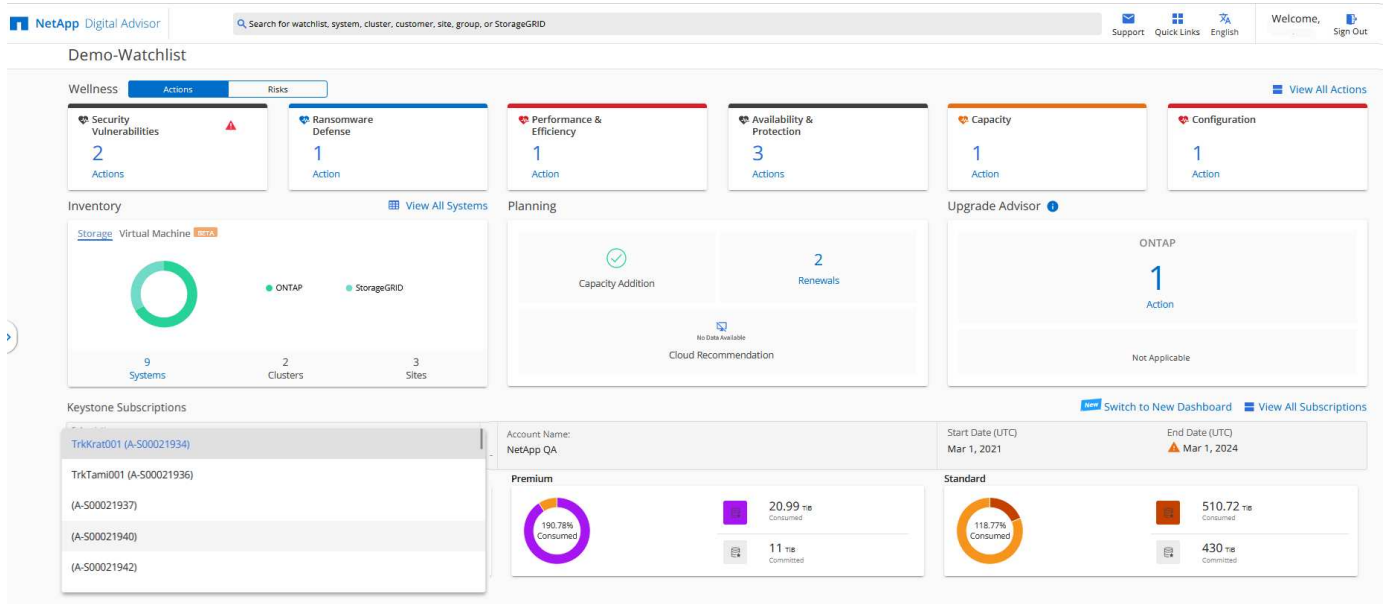 NetApp Digital Advisor
Search for watchlist, system, cluster, customer, site, group, or StorageGRID
Support
Quick Links
English
Welcome,
Sign Out
Demo-Watchlist
Wellness
Actions
Risks
View All Actions
Security
Vulnerabilities
2
Actions
Ransomware
Defense
1
Action
Performance &
Efficiency
1
Action
Availability &
Protection
3
Actions
Capacity
1
Action
Configuration
1
Action
Inventory
View All Systems
Storage Virtual Machine BETA
ONTAP
StorageGRID
9
Systems
2
Clusters
3
Sites
Planning
Capacity Addition
2
Renewals
No Data Available
Cloud Recommendation
Upgrade Advisor
ONTAP
1
Action
Not Applicable
Keystone Subscriptions
New Switch to New Dashboard
View All Subscriptions
TrkKrat001 (A-S00021934)
TrkTami001 (A-S00021936)
(A-S00021937)
(A-S00021940)
(A-S00021942)
Account Name:
NetApp QA
Start Date (UTC)
Mar 1, 2021
End Date (UTC)
Mar 1, 2024
Premium
190.78%
Consumed
20.99 TiB
Consumed
11 TiB
Committed
Standard
118.77%
Consumed
510.72 TiB
Consumed
430 TiB
Committed